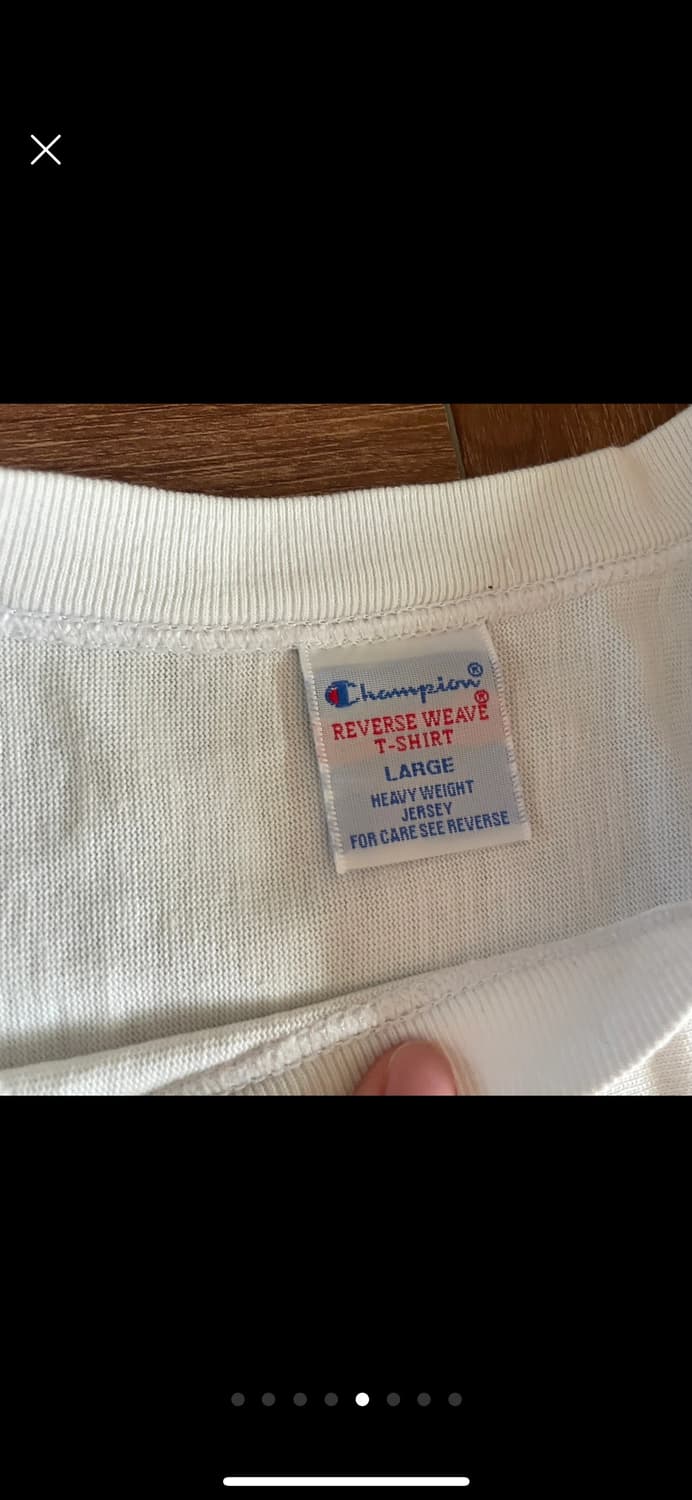 Champion®
REVERSE WEAVE®
T-SHIRT
LARGE
HEAVY WEIGHT
JERSEY
FOR CARE SEE REVERSE